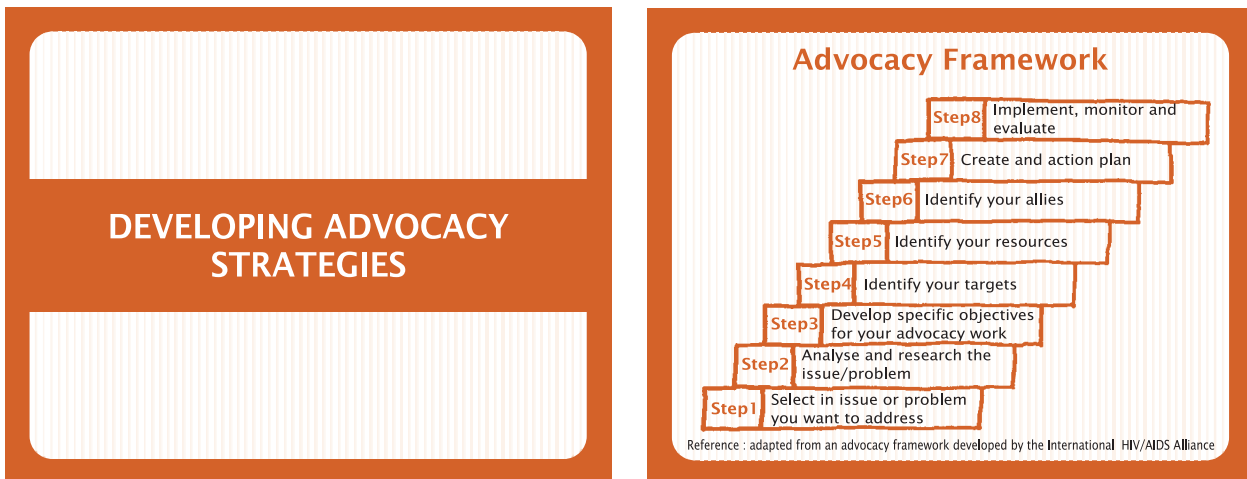 DEVELOPING ADVOCACY
STRATEGIES
Advocacy Framework
Step8
Implement, monitor and
evaluate
Step7
Create and action plan
Step6
Identify your allies
Step5
Identify your resources
Step4
Identify your targets
Step3
Develop specific objectives
for your advocacy work
Step2
Analyse and research the
issue/problem
Step1
Select in issue or problem
you want to address
Reference : adapted from an advocacy framework developed by the International HIV/AIDS Alliance